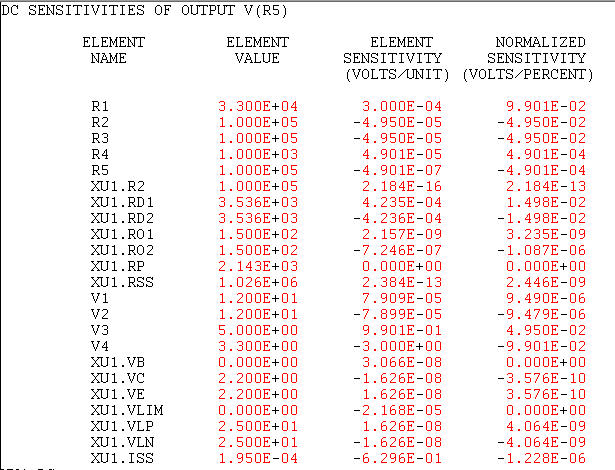 DC SENSITIVITIES OF OUTPUT V(R5)
ELEMENT ELEMENT ELEMENT NORMALIZED
NAME VALUE SENSITIVITY SENSITIVITY
(VOLTS/UNIT) (VOLTS/PERCENT)
R1 3.300E+04 3.000E-04 9.901E-02
R2 1.000E+05 -4.950E-05 -4.950E-02
R3 1.000E+05 -4.950E-05 -4.950E-02
R4 1.000E+03 4.901E-05 4.901E-04
R5 1.000E+05 -4.901E-07 -4.901E-04
XU1.R2 1.000E+05 2.184E-16 2.184E-13
XU1.RD1 3.536E+03 4.235E-04 1.498E-02
XU1.RD2 3.536E+03 -4.236E-04 -1.498E-02
XU1.RO1 1.500E+02 2.157E-09 3.235E-09
XU1.RO2 1.500E+02 -7.246E-07 -1.087E-06
XU1.RP 2.143E+03 0.000E+00 0.000E+00
XU1.RSS 1.026E+06 2.384E-13 2.446E-09
V1 1.200E+01 7.909E-05 9.490E-06
V2 1.200E+01 -7.899E-05 -9.479E-06
V3 5.000E+00 9.901E-01 4.950E-02
V4 3.300E+00 -3.000E+00 -9.901E-02
XU1.VB 0.000E+00 3.066E-08 0.000E+00
XU1.VC 2.200E+00 -1.626E-08 -3.576E-10
XU1.VE 2.200E+00 1.626E-08 3.576E-10
XU1.VLIM 0.000E+00 -2.168E-05 0.000E+00
XU1.VLP 2.500E+01 1.626E-08 4.064E-09
XU1.VLN 2.500E+01 -1.626E-08 -4.064E-09
XU1.ISS 1.950E-04 -6.296E-01 -1.228E-06